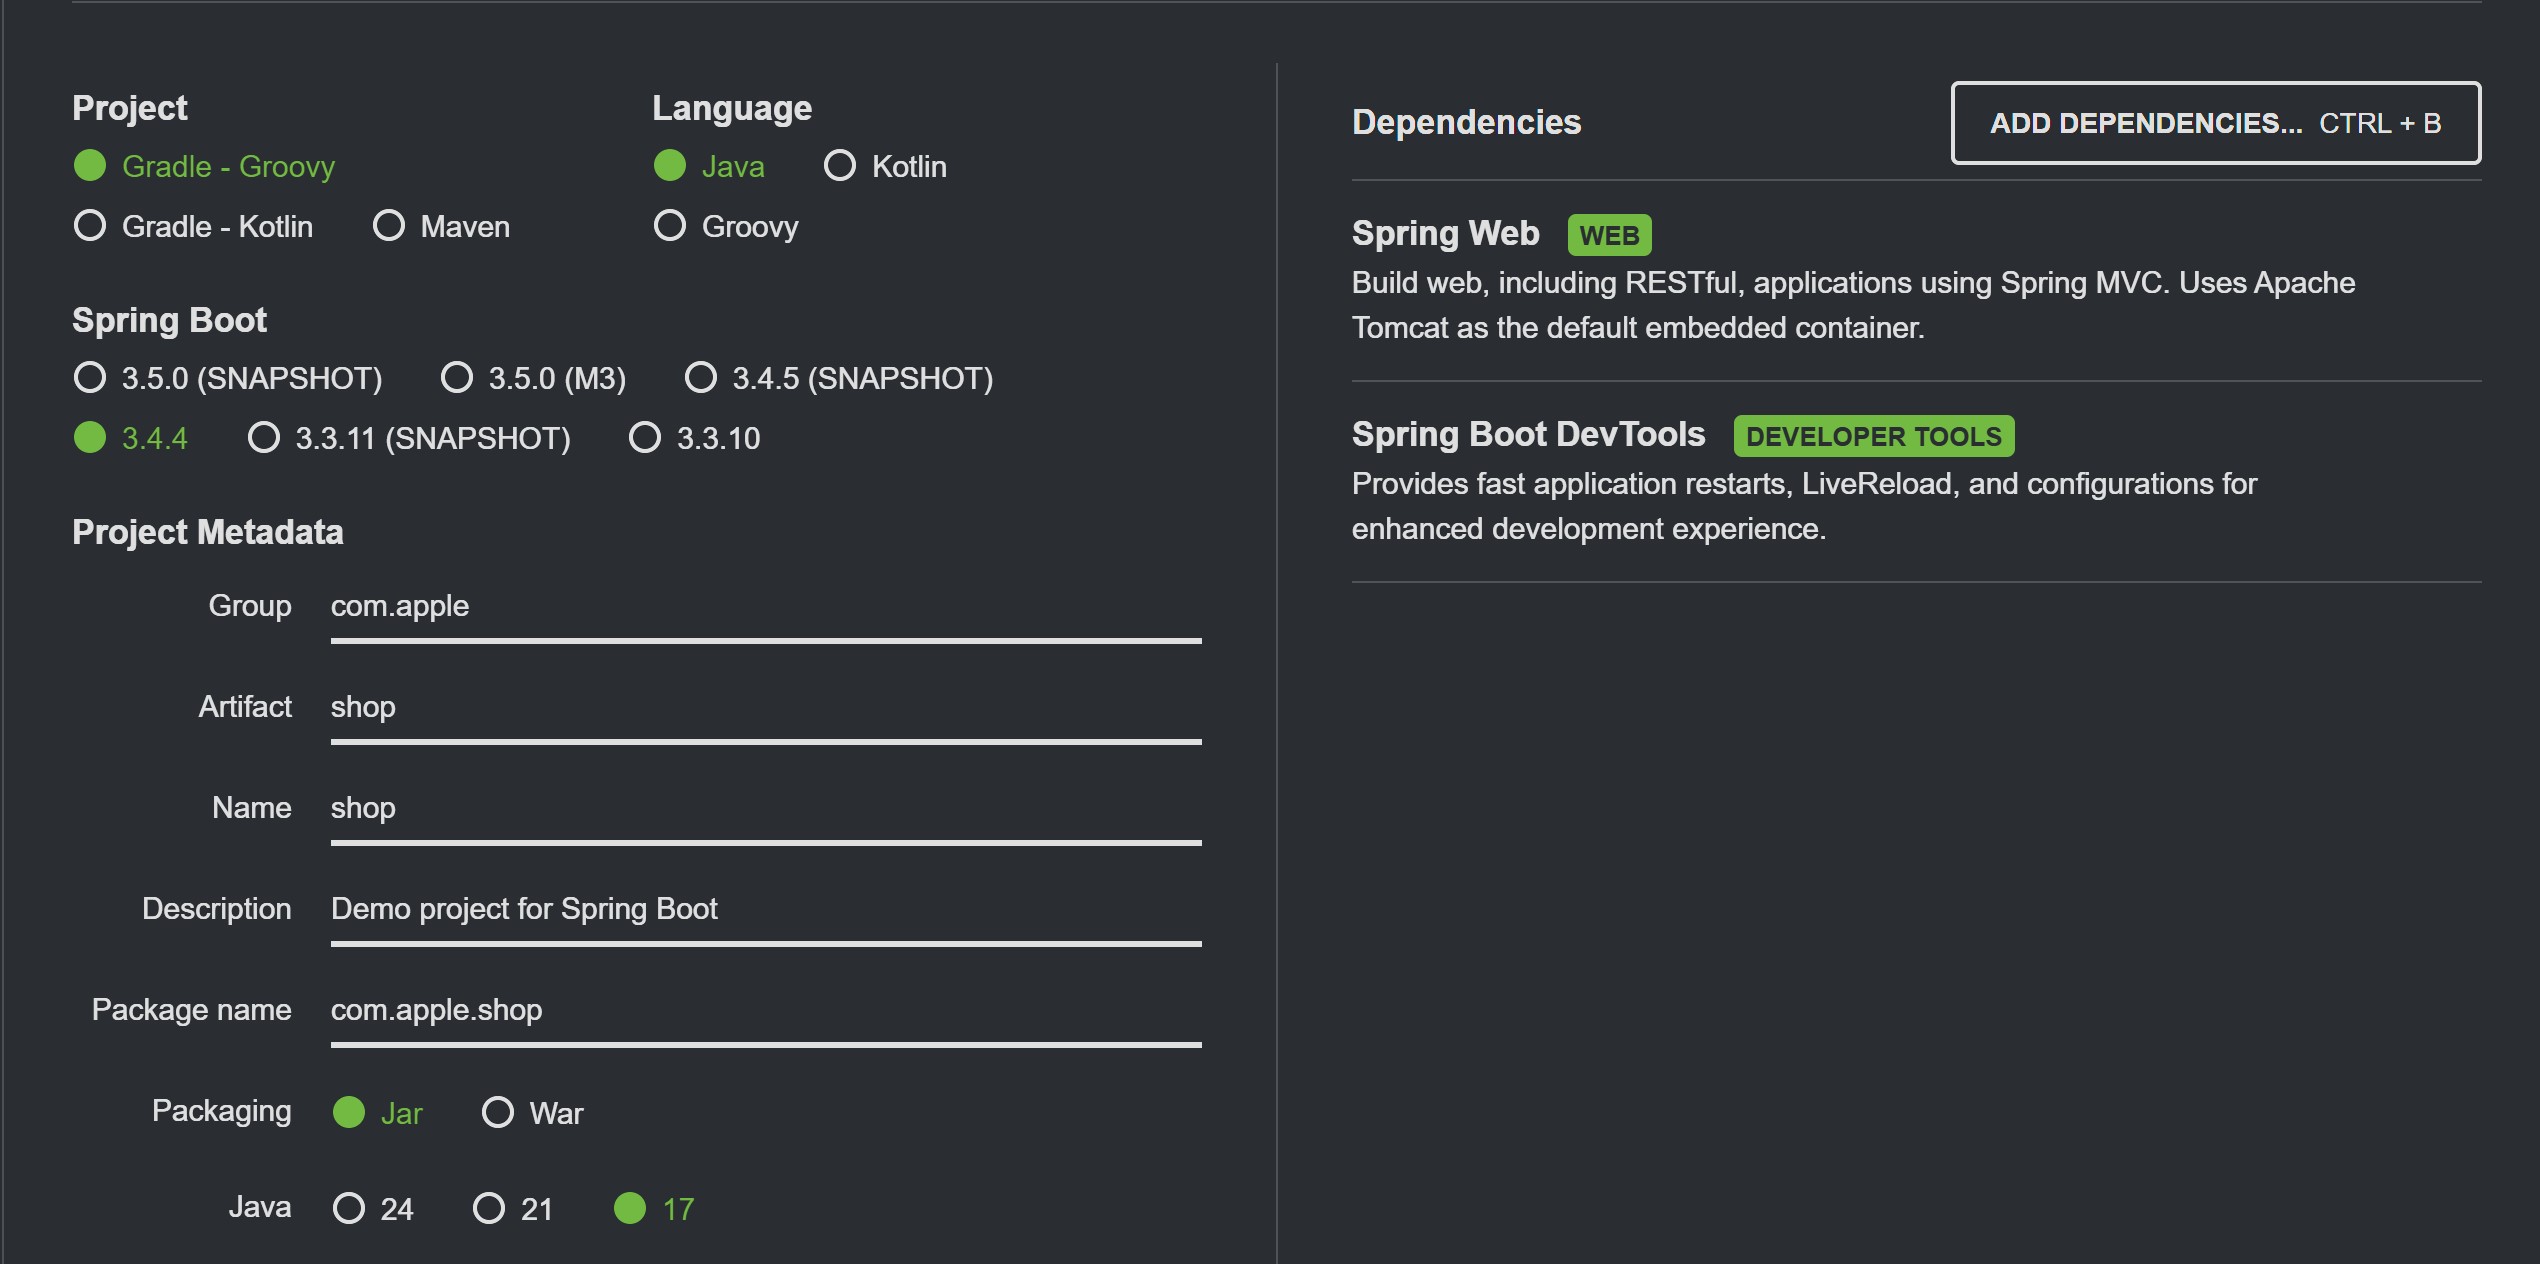 Project
Gradle - Groovy
Gradle - Kotlin Maven
Language
Java Kotlin
Groovy
Spring Boot
3.5.0 (SNAPSHOT) 3.5.0 (M3) 3.4.5 (SNAPSHOT)
3.4.4 3.3.11 (SNAPSHOT) 3.3.10
Project Metadata
Group com.apple
Artifact shop
Name shop
Description Demo project for Spring Boot
Package name com.apple.shop
Packaging Jar War
Java 24 21 17
Dependencies ADD DEPENDENCIES... CTRL + B
Spring Web WEB
Build web, including RESTful, applications using Spring MVC. Uses Apache
Tomcat as the default embedded container.
Spring Boot DevTools DEVELOPER TOOLS
Provides fast application restarts, LiveReload, and configurations for
enhanced development experience.